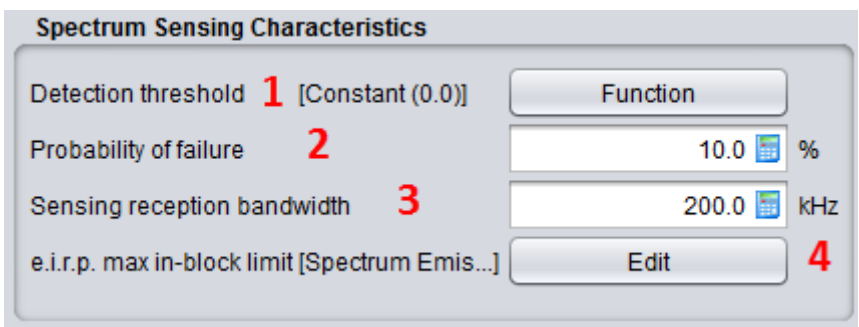 Spectrum Sensing Characteristics
Detection threshold 1 [Constant (0.0)] Function
Probability of failure 2 10.0 %
Sensing reception bandwidth 3 200.0 kHz
e.i.r.p. max in-block limit [Spectrum Emis...] Edit 4